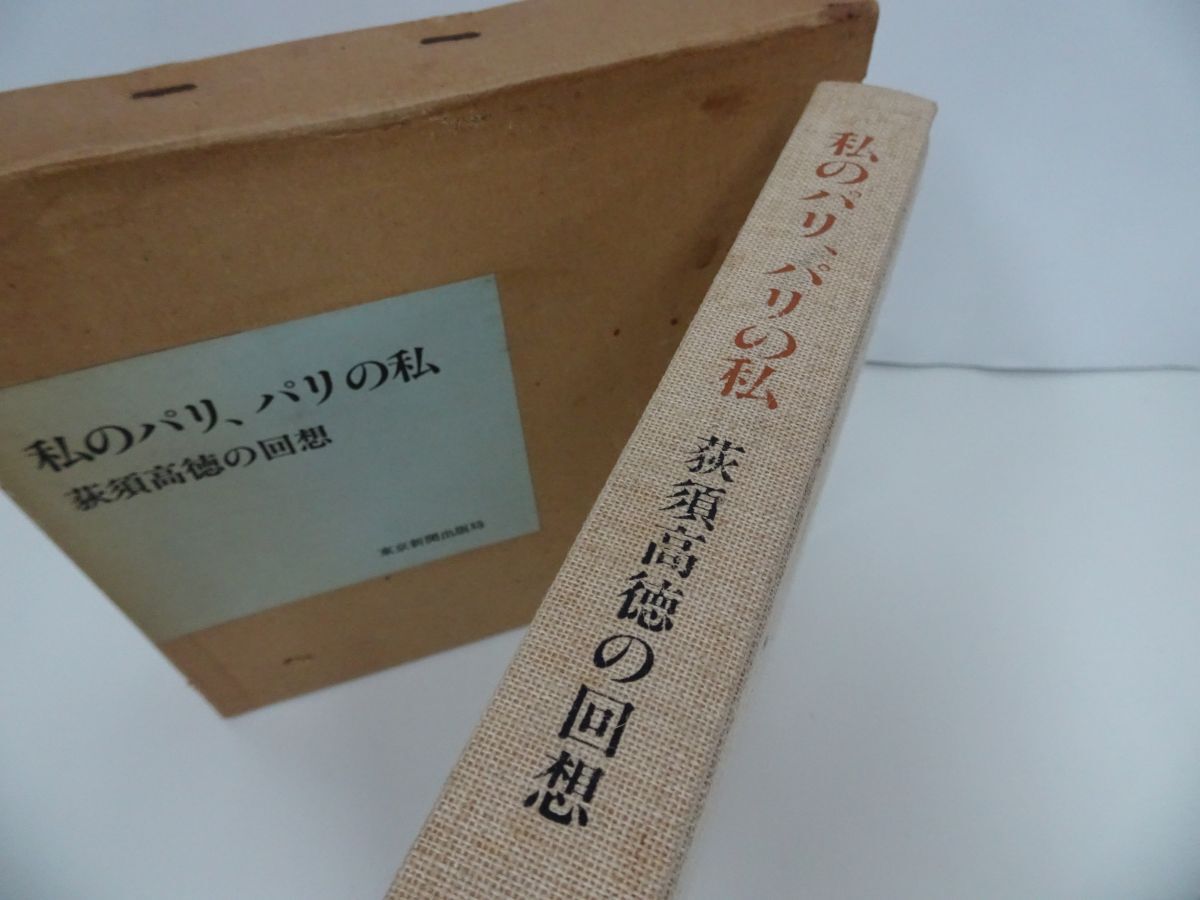 私のパリ、パリの私
荻須高徳の回想
東京新聞出版局
私のパリ、パリの私 荻須高徳の回想